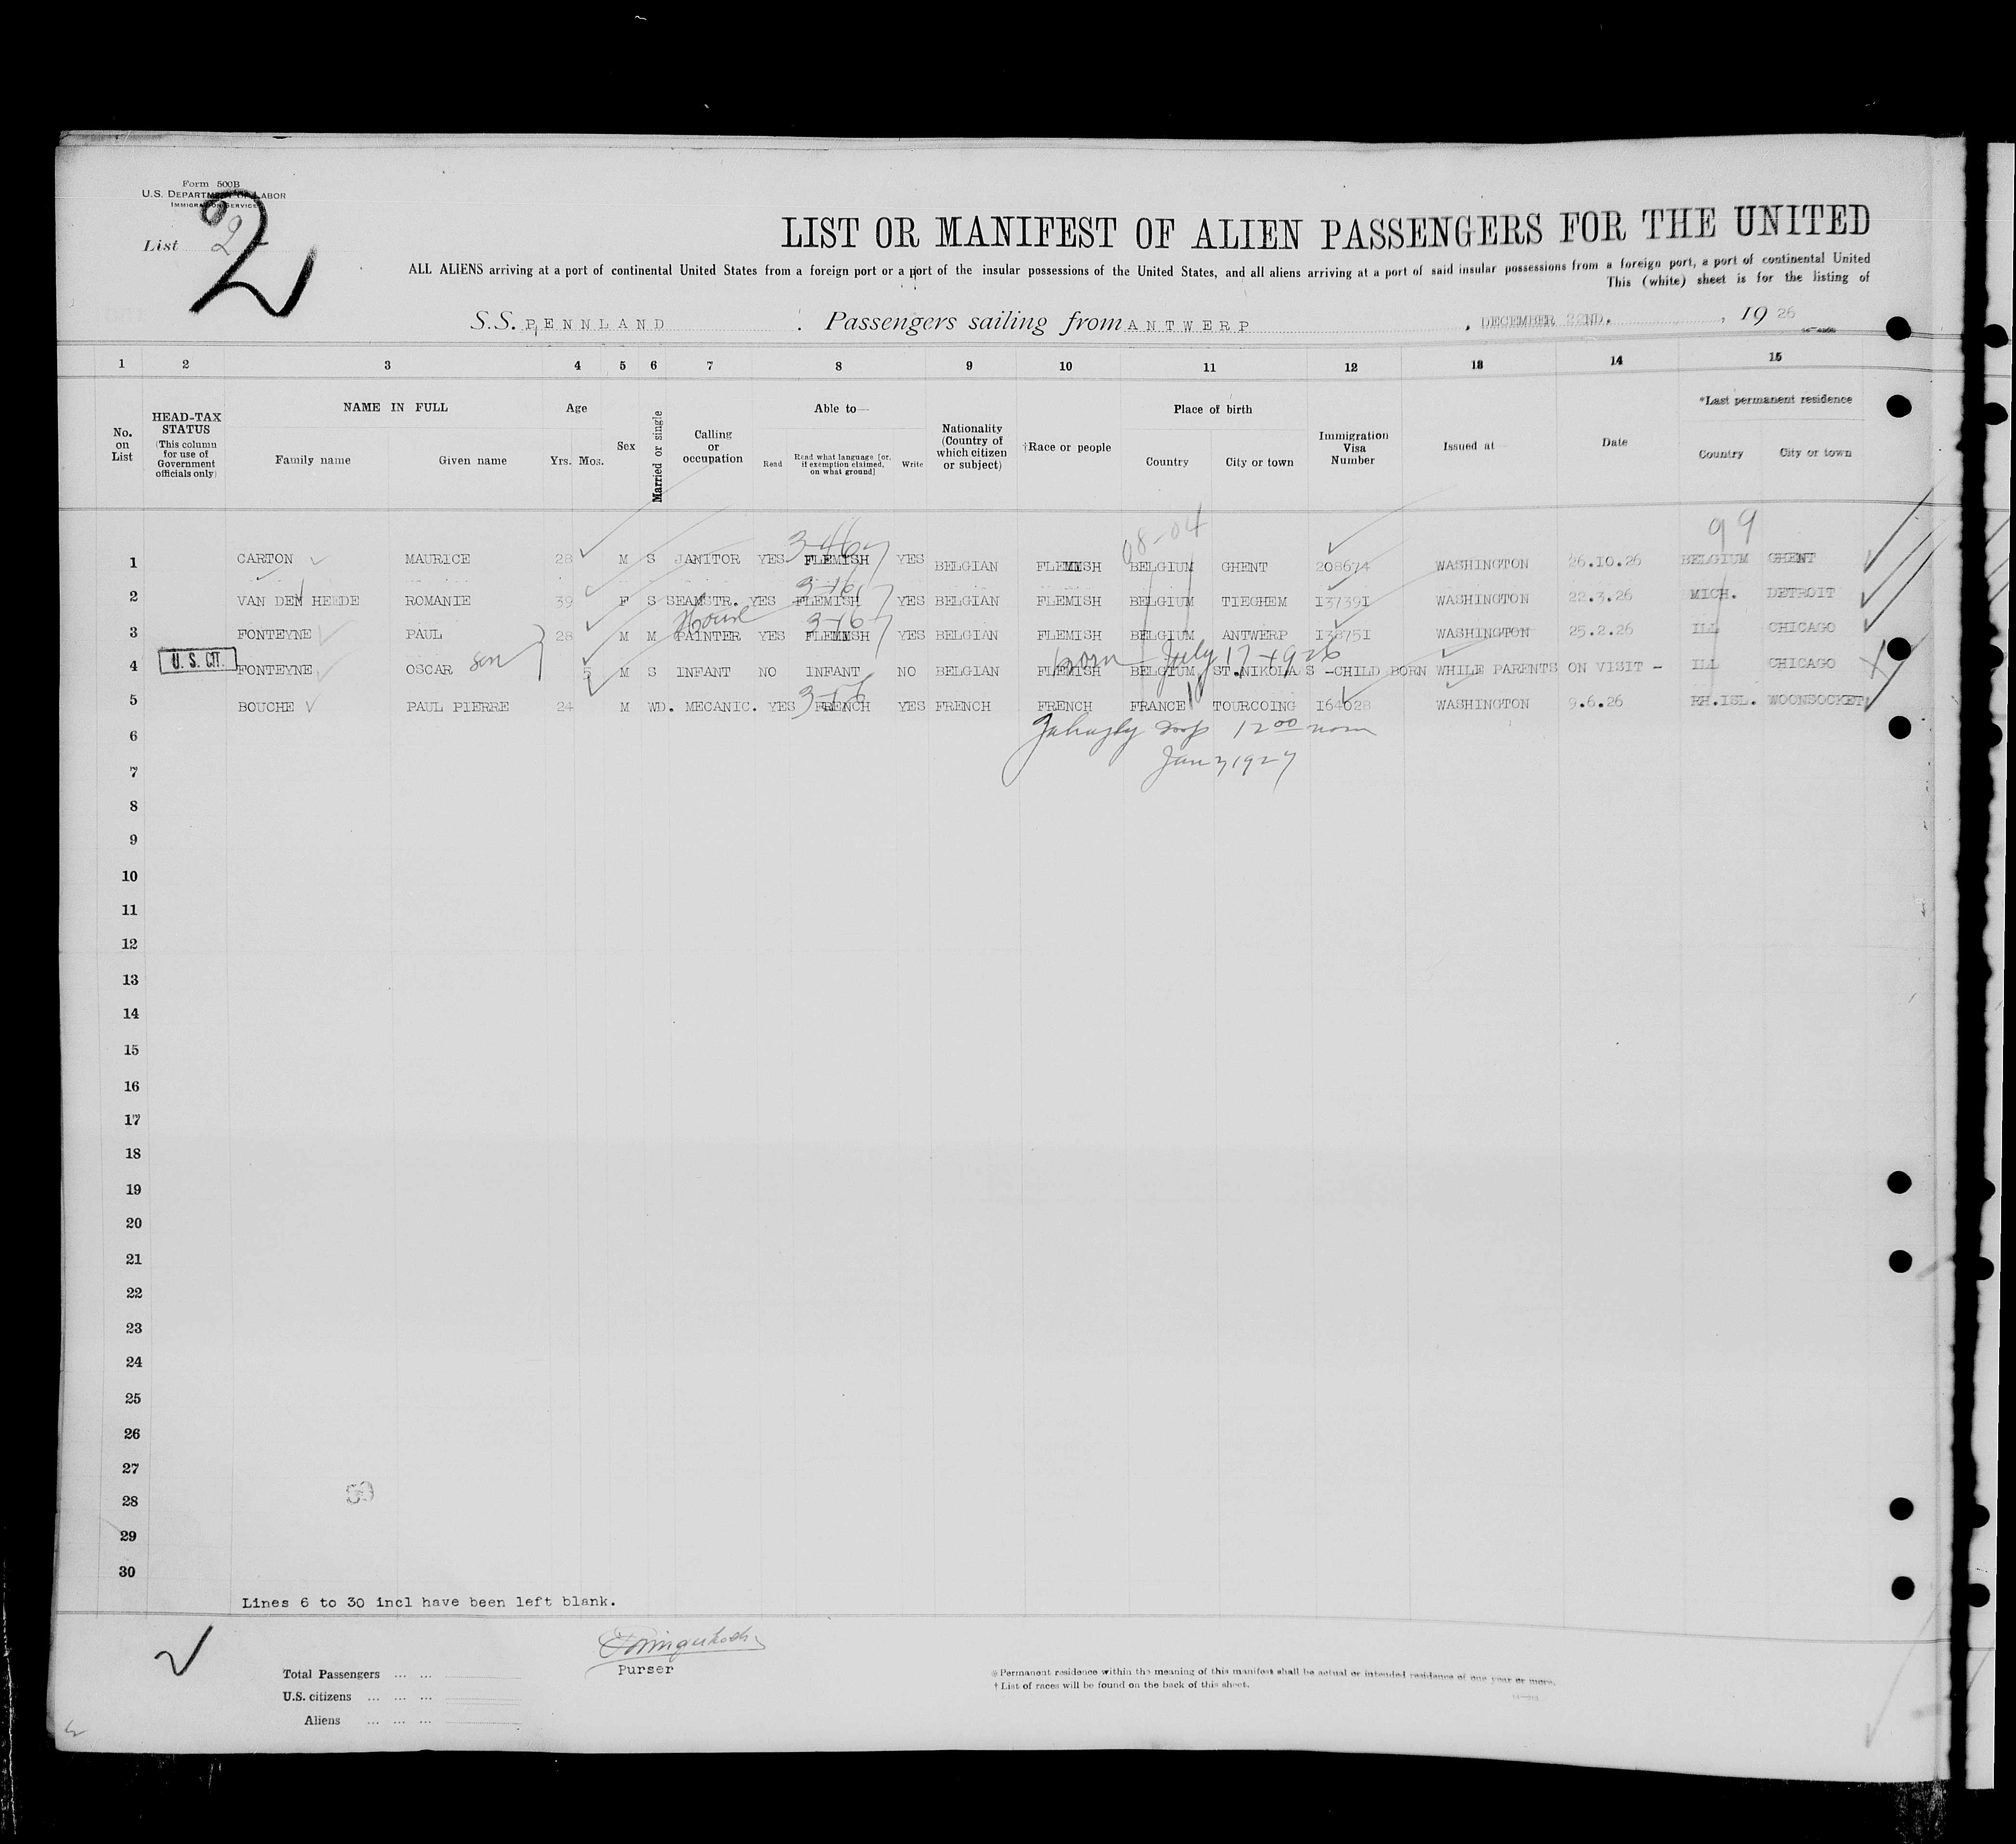 Form 500B
U.S. DEPARTMENT OF LABOR
IMMIGRATION SERVICE
List 2
2
LIST OR MANIFEST OF ALIEN PASSENGERS FOR THE UNITED
ALL ALIENS arriving at a port of continental United States from a foreign port or a port of the insular possessions of the United States, and all aliens arriving at a port of said insular possessions from a foreign port, a port of continental United
This (white) sheet is for the listing of
S.S. PENNLAND . Passengers sailing from ANTWERP , DECEMBER 22ND. , 19 26
1 2 3 4 5 6 7 8 9 10 11 12 13 14 15
No. on List
HEAD-TAX STATUS (This column for use of Government officials only)
NAME IN FULL
Family name Given name
Age
Yrs. Mos.
Sex
Married or single
Calling or occupation
Able to—
Read Read what language [or, if exemption claimed, on what ground] Write
Nationality (Country of which citizen or subject)
†Race or people
Place of birth
Country City or town
Immigration Visa Number
Issued at
Date
*Last permanent residence
Country City or town
08-04 99
1 CARTON MAURICE 28 M S JANITOR YES FLEMISH YES BELGIAN FLEMISH BELGIUM GHENT 208674 WASHINGTON 26.10.26 BELGIUM GHENT
2 VAN DEN HEEDE ROMANIE 39 F S SEAMSTR. YES FLEMISH YES BELGIAN FLEMISH BELGIUM TIEGHEM I3739I WASHINGTON 22.3.26 MICH. DETROIT
House
3 FONTEYNE PAUL 28 M M PAINTER YES FLEMISH YES BELGIAN FLEMISH BELGIUM ANTWERP I3875I WASHINGTON 25.2.26 ILL CHICAGO
born July 17-1926
4 U.S. CIT. FONTEYNE OSCAR son 5 M S INFANT NO INFANT NO BELGIAN FLEMISH BELGIUM ST.NIKOLAS -CHILD BORN WHILE PARENTS ON VISIT - ILL CHICAGO
5 BOUCHE PAUL PIERRE 24 M WD. MECANIC. YES FRENCH YES FRENCH FRENCH FRANCE TOURCOING I64628 WASHINGTON 9.6.26 RH.ISL. WOONSOCKET
6 12 00 noon
7 Jan 3, 1927
8
9
10
11
12
13
14
15
16
17
18
19
20
21
22
23
24
25
26
27
28
29
30
Lines 6 to 30 incl have been left blank.
Purser
Total Passengers ... ...
U.S. citizens ... ... ...
Aliens ... ... ...
* Permanent residence within the meaning of this manifest shall be actual or intended residence of one year or more.
† List of races will be found on the back of this sheet.